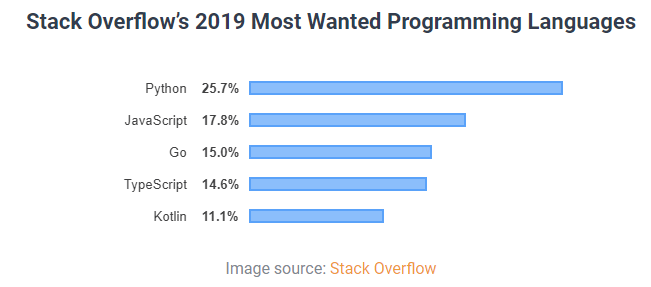 Stack Overflow’s 2019 Most Wanted Programming Languages
Python 25.7%
JavaScript 17.8%
Go 15.0%
TypeScript 14.6%
Kotlin 11.1%
Image source: Stack Overflow